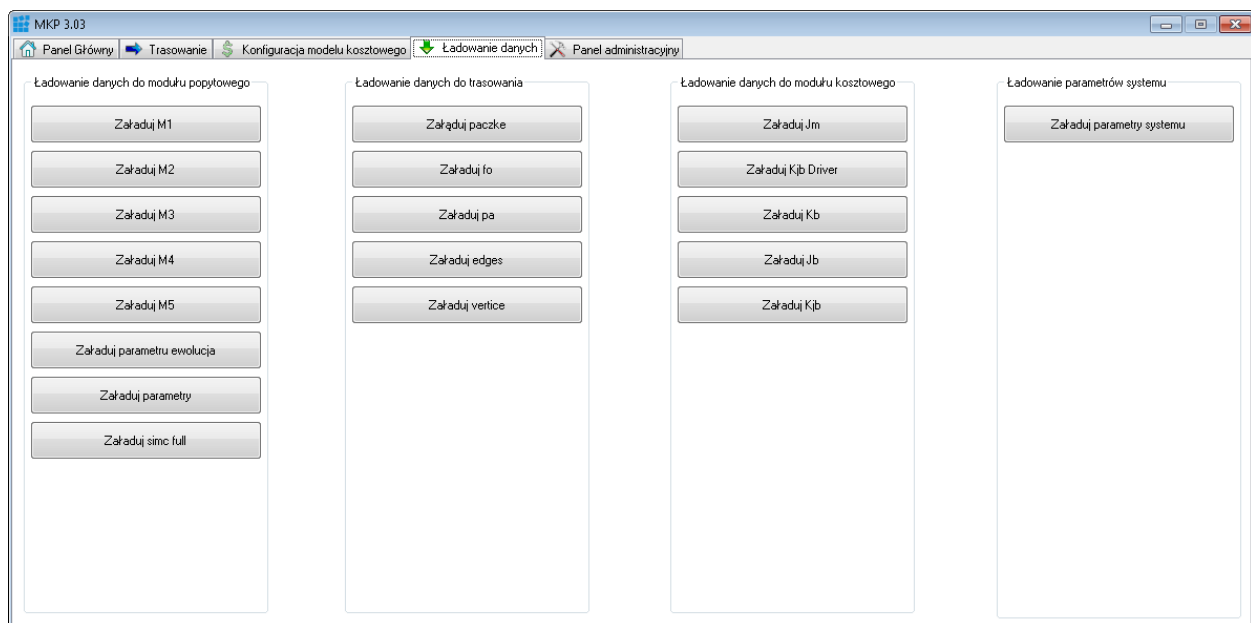 MKP 3.03
Panel Główny Trasowanie Konfiguracja modelu kosztowego Ładowanie danych Panel administracyjny
Ładowanie danych do modułu popytowego
Załaduj M1
Załaduj M2
Załaduj M3
Załaduj M4
Załaduj M5
Załaduj parametru ewolucja
Załaduj parametry
Załaduj simc full
Ładowanie danych do trasowania
Załąduj paczke
Załaduj fo
Załaduj pa
Załaduj edges
Załaduj vertice
Ładowanie danych do modułu kosztowego
Załaduj Jm
Załaduj Kjb Driver
Załaduj Kb
Załaduj Jb
Załaduj Kjb
Ładowanie parametrów systemu
Załaduj parametry systemu